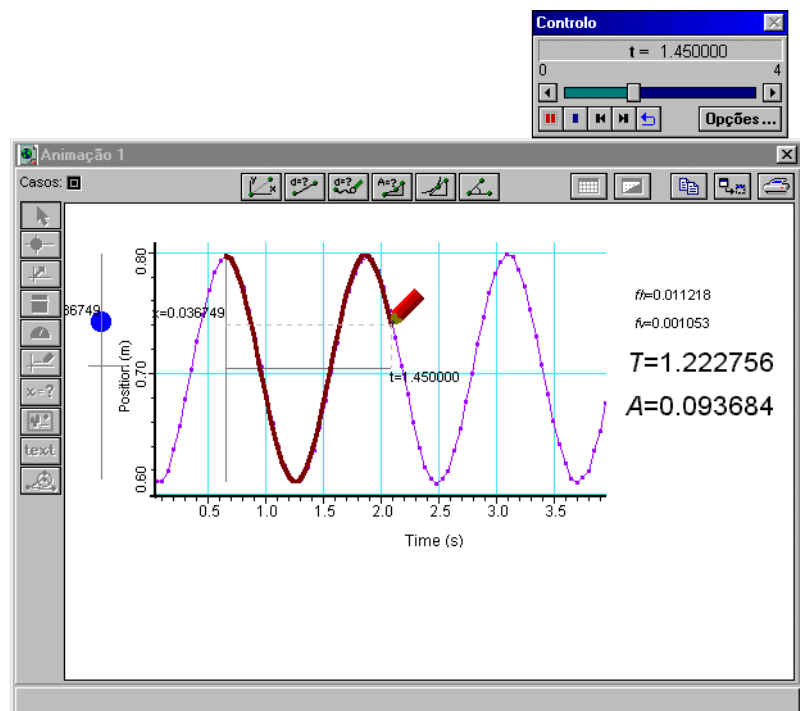 Controlo
t = 1.450000
0 4
Opções...
Animação 1
Casos:
y x d=? d=? A=?
x=?
text
36749
Position (m)
0.80
0.70
0.60
x=0.036749
t=1.450000
0.5 1.0 1.5 2.0 2.5 3.0 3.5
Time (s)
=0.011218
=0.001053
T=1.222756
A=0.093684